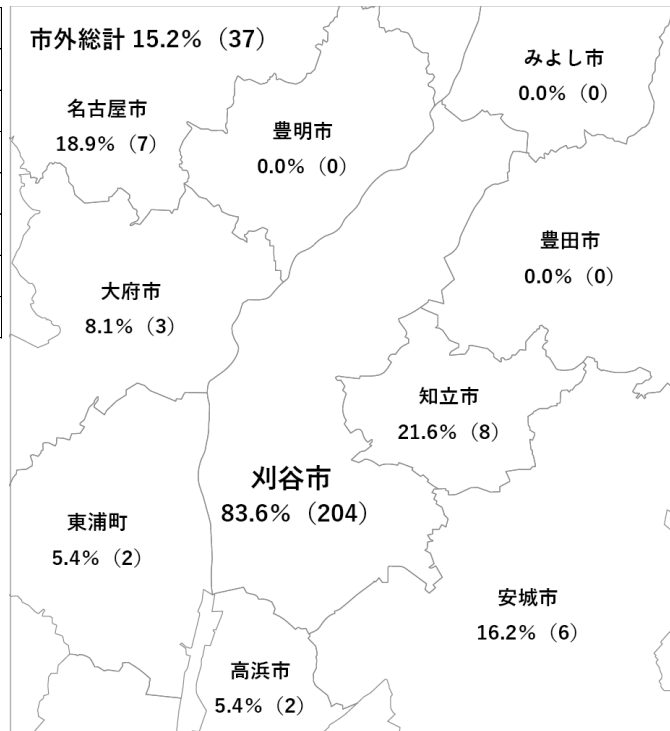 市外総計 15.2%（37）
みよし市
0.0%（0）
名古屋市
18.9%（7）
豊明市
0.0%（0）
豊田市
0.0%（0）
大府市
8.1%（3）
知立市
21.6%（8）
刈谷市
83.6%（204）
東浦町
5.4%（2）
安城市
16.2%（6）
高浜市
5.4%（2）